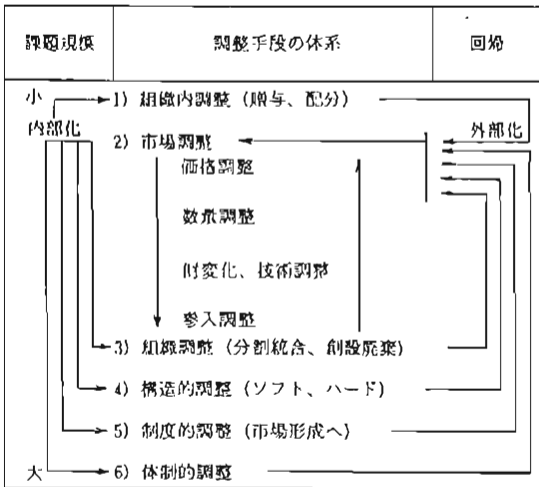 課題規模 調整手段の体系 回帰
小 1) 組織内調整（贈与、配分）
内部化 2) 市場調整 外部化
価格調整
数量調整
財変化、技術調整
参入調整
3) 組織調整（分割統合、創設廃棄）
4) 構造的調整（ソフト、ハード）
5) 制度的調整（市場形成へ）
大 6) 体制的調整